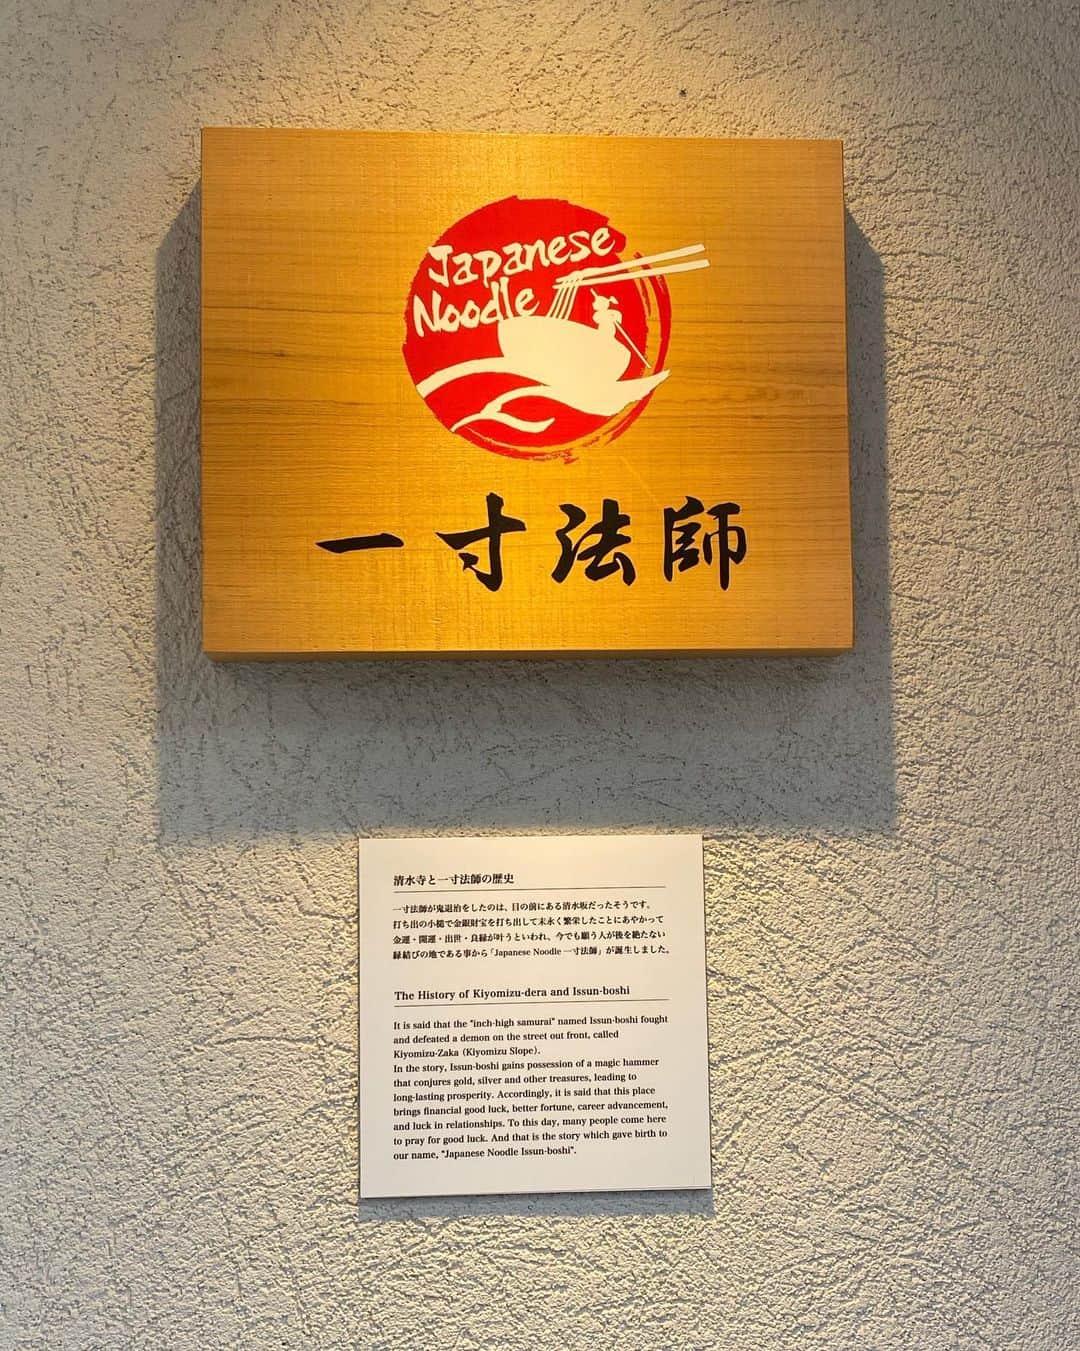 Japanese
Noodle
一寸法師
清水寺と一寸法師の歴史
一寸法師が鬼退治をしたのは、目の前にある清水坂だったそうです。
打ち出の小槌で金銀財宝を打ち出して末永く繁栄したことにあやかって
金運・開運・出世・良縁が叶うといわれ、今でも願う人が後を絶たない
縁結びの地である事から「Japanese Noodle 一寸法師」が誕生しました。
The History of Kiyomizu-dera and Issun-boshi
It is said that the "inch-high samurai" named Issun-boshi fought
and defeated a demon on the street out front, called
Kiyomizu-Zaka (Kiyomizu Slope).
In the story, Issun-boshi gains possession of a magic hammer
that conjures gold, silver and other treasures, leading to
long-lasting prosperity. Accordingly, it is said that this place
brings financial good luck, better fortune, career advancement,
and luck in relationships. To this day, many people come here
to pray for good luck. And that is the story which gave birth to
our name, "Japanese Noodle Issun-boshi".